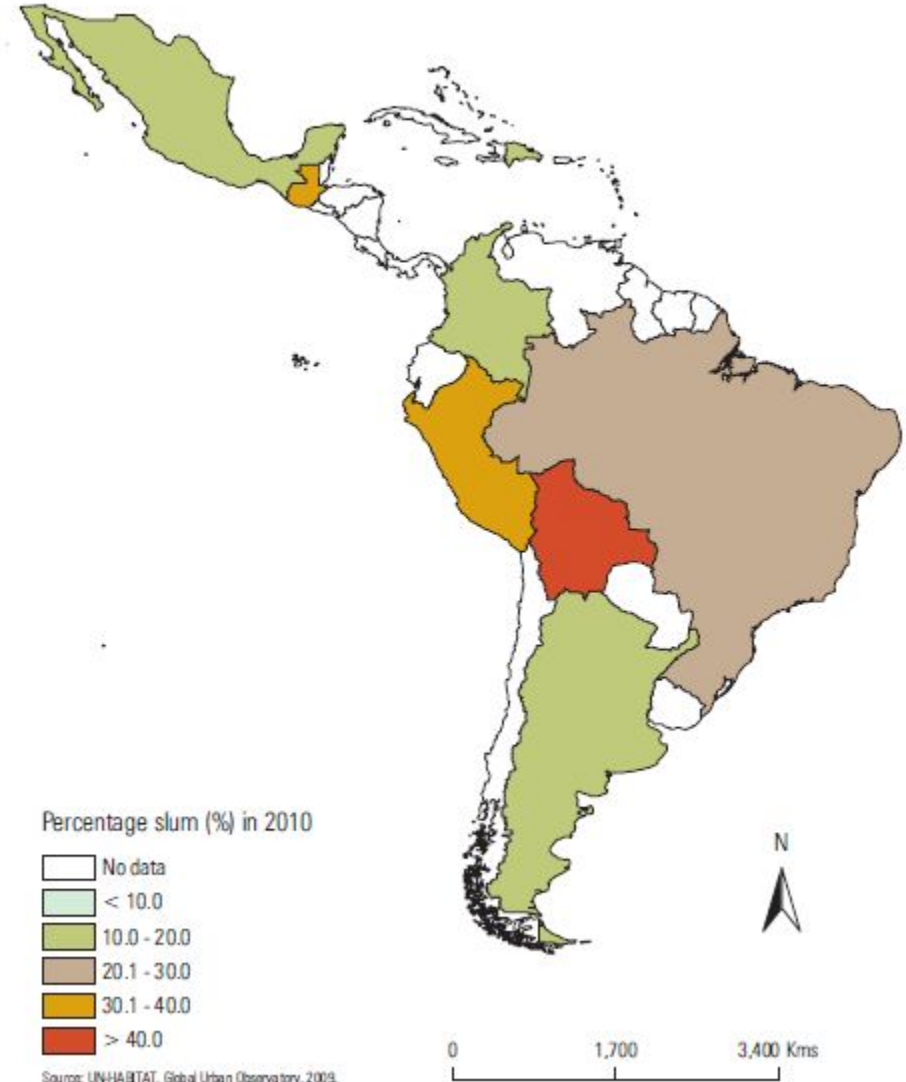 N
Percentage slum (%) in 2010
No data
< 10.0
10.0 - 20.0
20.1 - 30.0
30.1 - 40.0
> 40.0
0 1,700 3,400 Kms
Source: UN-HABITAT, Global Urban Observatory, 2009.